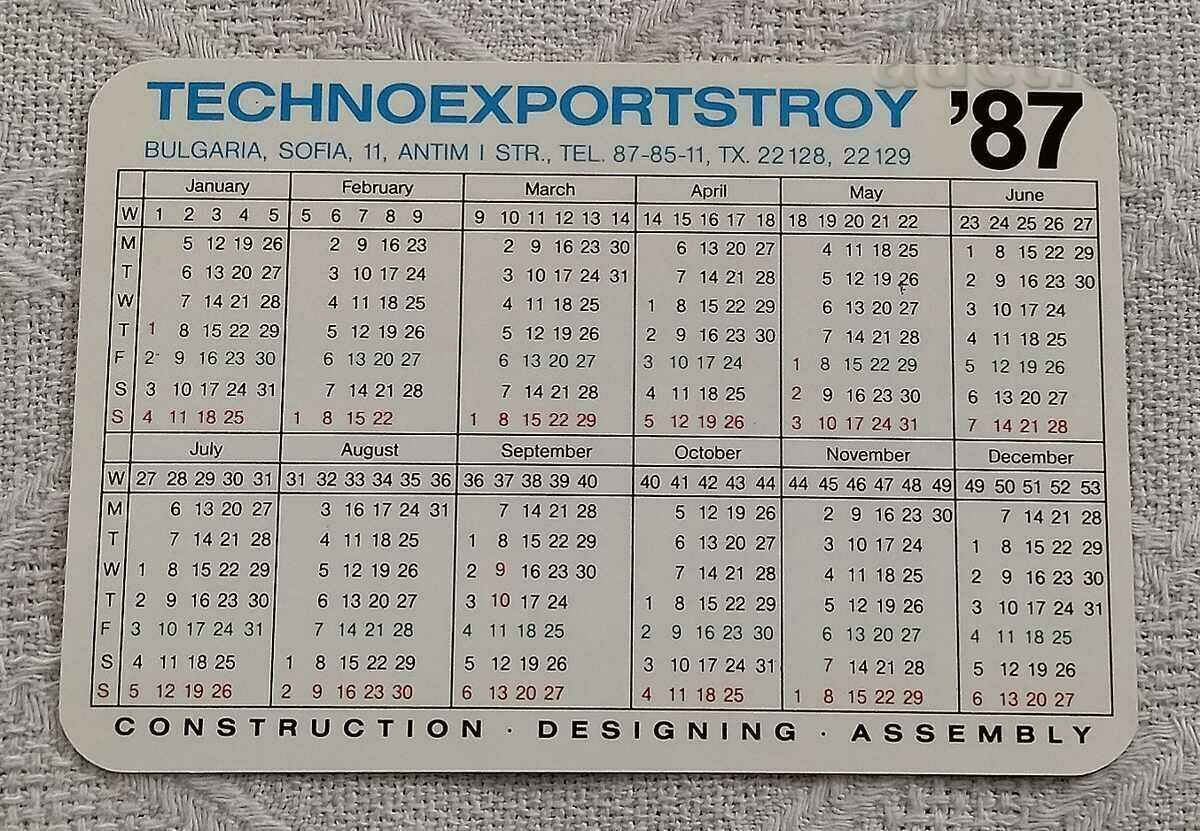 TECHNOEXPORTSTROY '87
BULGARIA, SOFIA, 11, ANTIM I STR., TEL. 87-85-11, TX. 22128, 22129
January February March April May June
W 1 2 3 4 5 5 6 7 8 9 9 10 11 12 13 14 14 15 16 17 18 18 19 20 21 22 23 24 25 26 27
M 5 12 19 26 2 9 16 23 2 9 16 23 30 6 13 20 27 4 11 18 25 1 8 15 22 29
T 6 13 20 27 3 10 17 24 3 10 17 24 31 7 14 21 28 5 12 19 26 2 9 16 23 30
W 7 14 21 28 4 11 18 25 4 11 18 25 1 8 15 22 29 6 13 20 27 3 10 17 24
T 1 8 15 22 29 5 12 19 26 5 12 19 26 2 9 16 23 30 7 14 21 28 4 11 18 25
F 2 9 16 23 30 6 13 20 27 6 13 20 27 3 10 17 24 1 8 15 22 29 5 12 19 26
S 3 10 17 24 31 7 14 21 28 7 14 21 28 4 11 18 25 2 9 16 23 30 6 13 20 27
S 4 11 18 25 1 8 15 22 1 8 15 22 29 5 12 19 26 3 10 17 24 31 7 14 21 28
July August September October November December
W 27 28 29 30 31 31 32 33 34 35 36 36 37 38 39 40 40 41 42 43 44 44 45 46 47 48 49 49 50 51 52 53
M 6 13 20 27 3 16 17 24 31 7 14 21 28 5 12 19 26 2 9 16 23 30 7 14 21 28
T 7 14 21 28 4 11 18 25 1 8 15 22 29 6 13 20 27 3 10 17 24 1 8 15 22 29
W 1 8 15 22 29 5 12 19 26 2 9 16 23 30 7 14 21 28 4 11 18 25 2 9 16 23 30
T 2 9 16 23 30 6 13 20 27 3 10 17 24 1 8 15 22 29 5 12 19 26 3 10 17 24 31
F 3 10 17 24 31 7 14 21 28 4 11 18 25 2 9 16 23 30 6 13 20 27 4 11 18 25
S 4 11 18 25 1 8 15 22 29 5 12 19 26 3 10 17 24 31 7 14 21 28 5 12 19 26
S 5 12 19 26 2 9 16 23 30 6 13 20 27 4 11 18 25 1 8 15 22 29 6 13 20 27
CONSTRUCTION · DESIGNING · ASSEMBLY